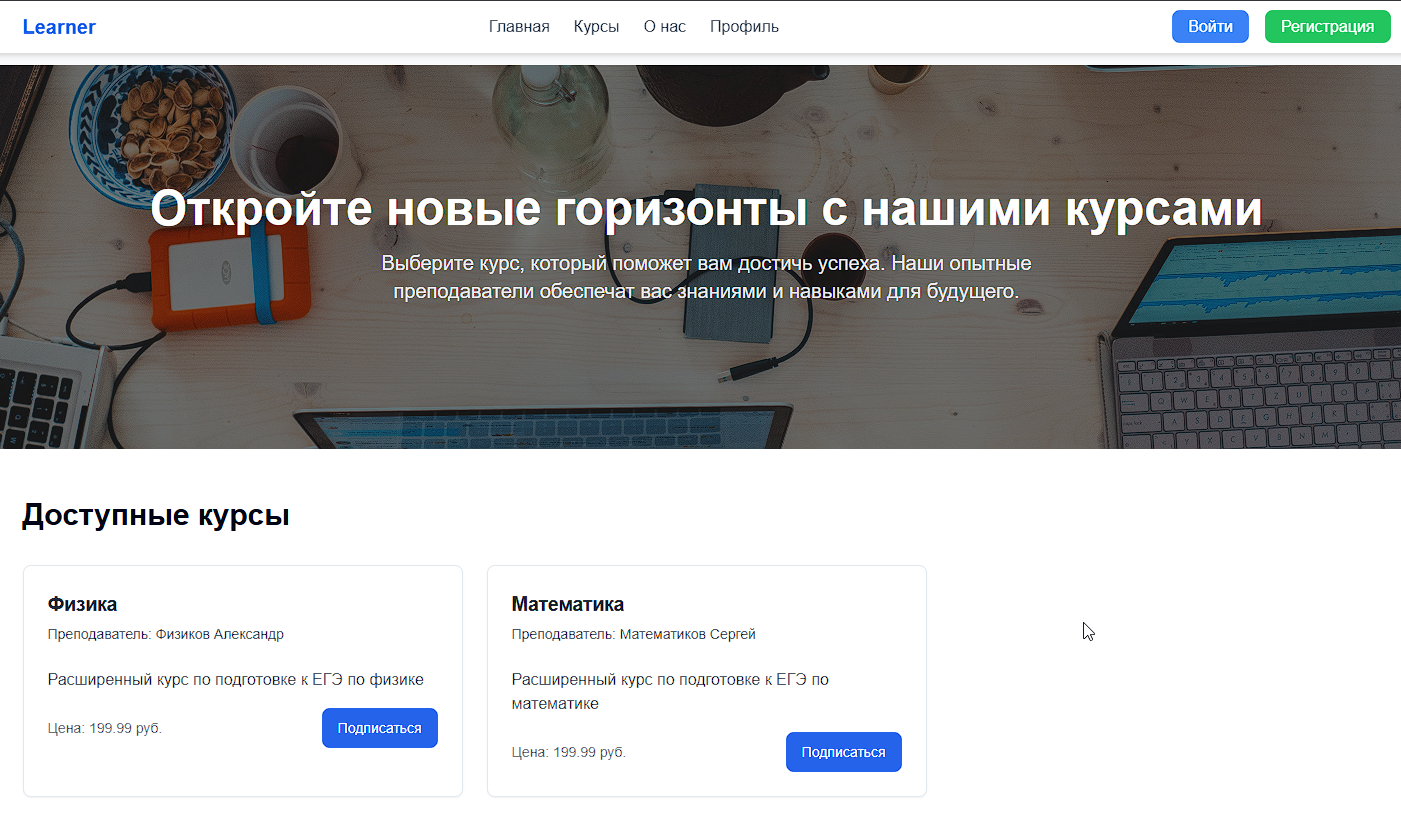 Learner
Главная Курсы О нас Профиль
Войти Регистрация
Откройте новые горизонты с нашими курсами
Выберите курс, который поможет вам достичь успеха. Наши опытные
преподаватели обеспечат вас знаниями и навыками для будущего.
Доступные курсы
Физика
Преподаватель: Физиков Александр
Расширенный курс по подготовке к ЕГЭ по физике
Цена: 199.99 руб.
Подписаться
Математика
Преподаватель: Математиков Сергей
Расширенный курс по подготовке к ЕГЭ по
математике
Цена: 199.99 руб.
Подписаться